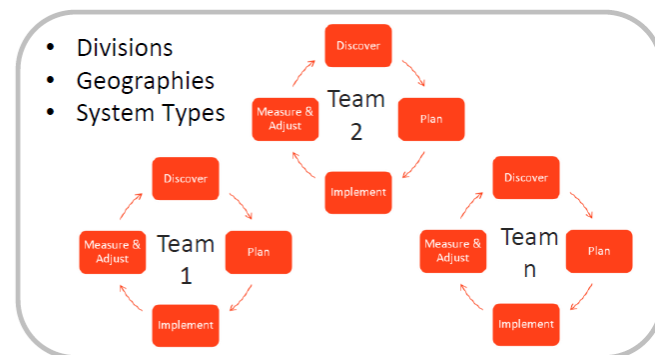 • Divisions
• Geographies
• System Types
Discover
Measure &
Adjust
Team
2
Plan
Implement
Discover
Measure &
Adjust
Team
1
Plan
Implement
Discover
Measure &
Adjust
Team
n
Plan
Implement